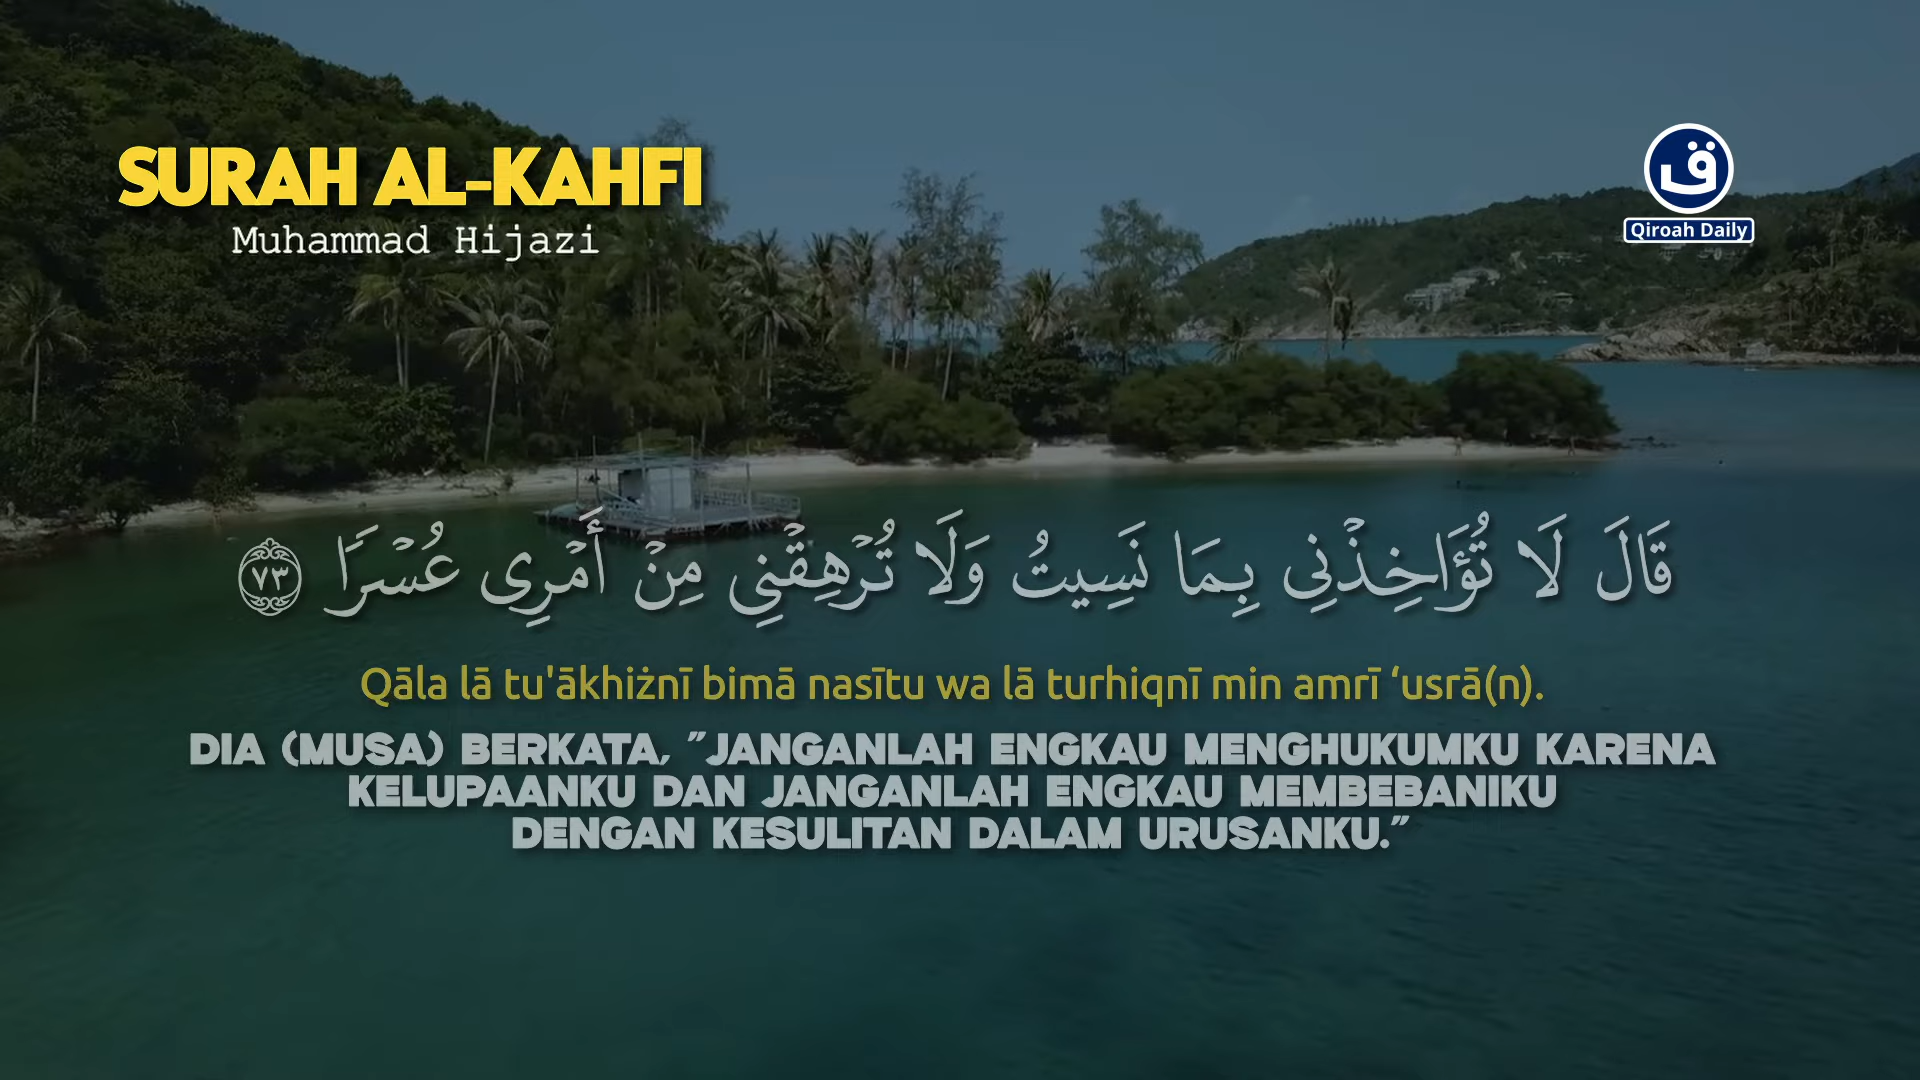 SURAH AL-KAHFI
Muhammad Hijazi
ق
Qiroah Daily
قَالَ لَا تُؤَاخِذْنِى بِمَا نَسِيتُ وَلَا تُرْهِقْنِى مِنْ أَمْرِى عُسْرًا ٧٣
Qāla lā tu'ākhiżnī bimā nasītu wa lā turhiqnī min amrī ‘usrā(n).
DIA (MUSA) BERKATA, "JANGANLAH ENGKAU MENGHUKUMKU KARENA
KELUPAANKU DAN JANGANLAH ENGKAU MEMBEBANIKU
DENGAN KESULITAN DALAM URUSANKU."